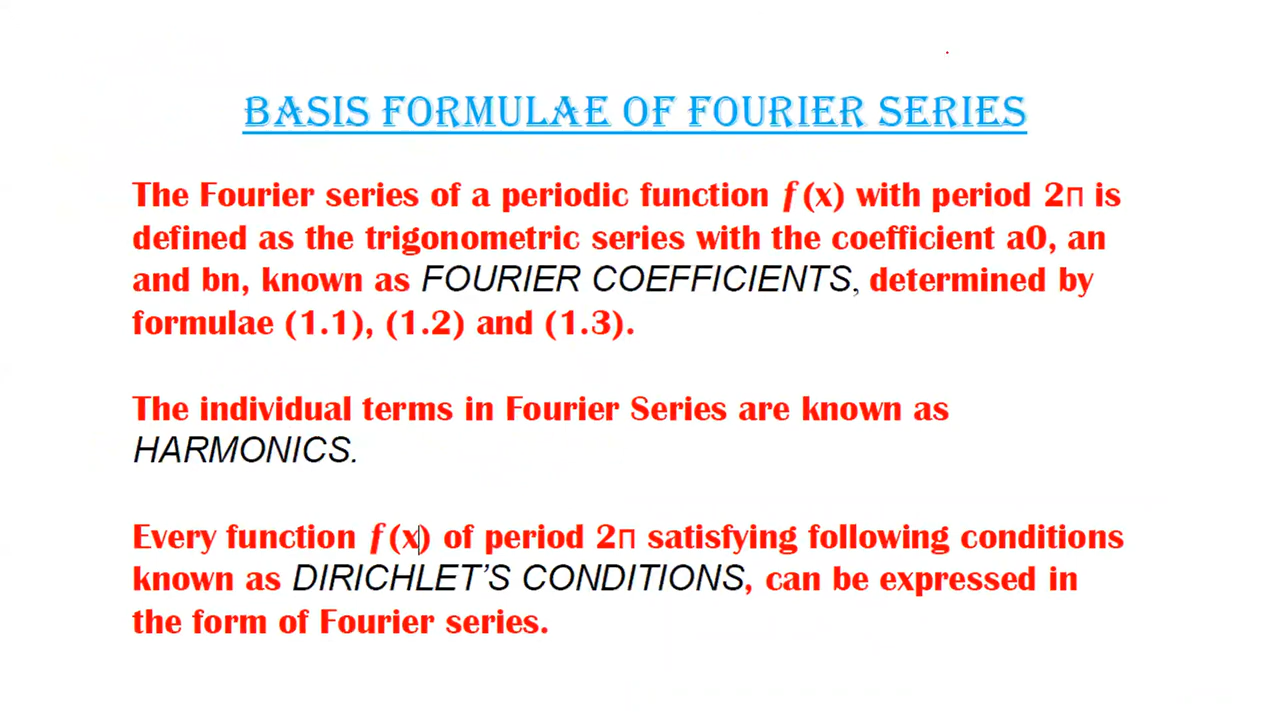 BASIS FORMULAE OF FOURIER SERIES
The Fourier series of a periodic function f (x) with period 2п is
defined as the trigonometric series with the coefficient a0, an
and bn, known as FOURIER COEFFICIENTS, determined by
formulae (1.1), (1.2) and (1.3).
The individual terms in Fourier Series are known as
HARMONICS.
Every function f (x) of period 2п satisfying following conditions
known as DIRICHLET’S CONDITIONS, can be expressed in
the form of Fourier series.